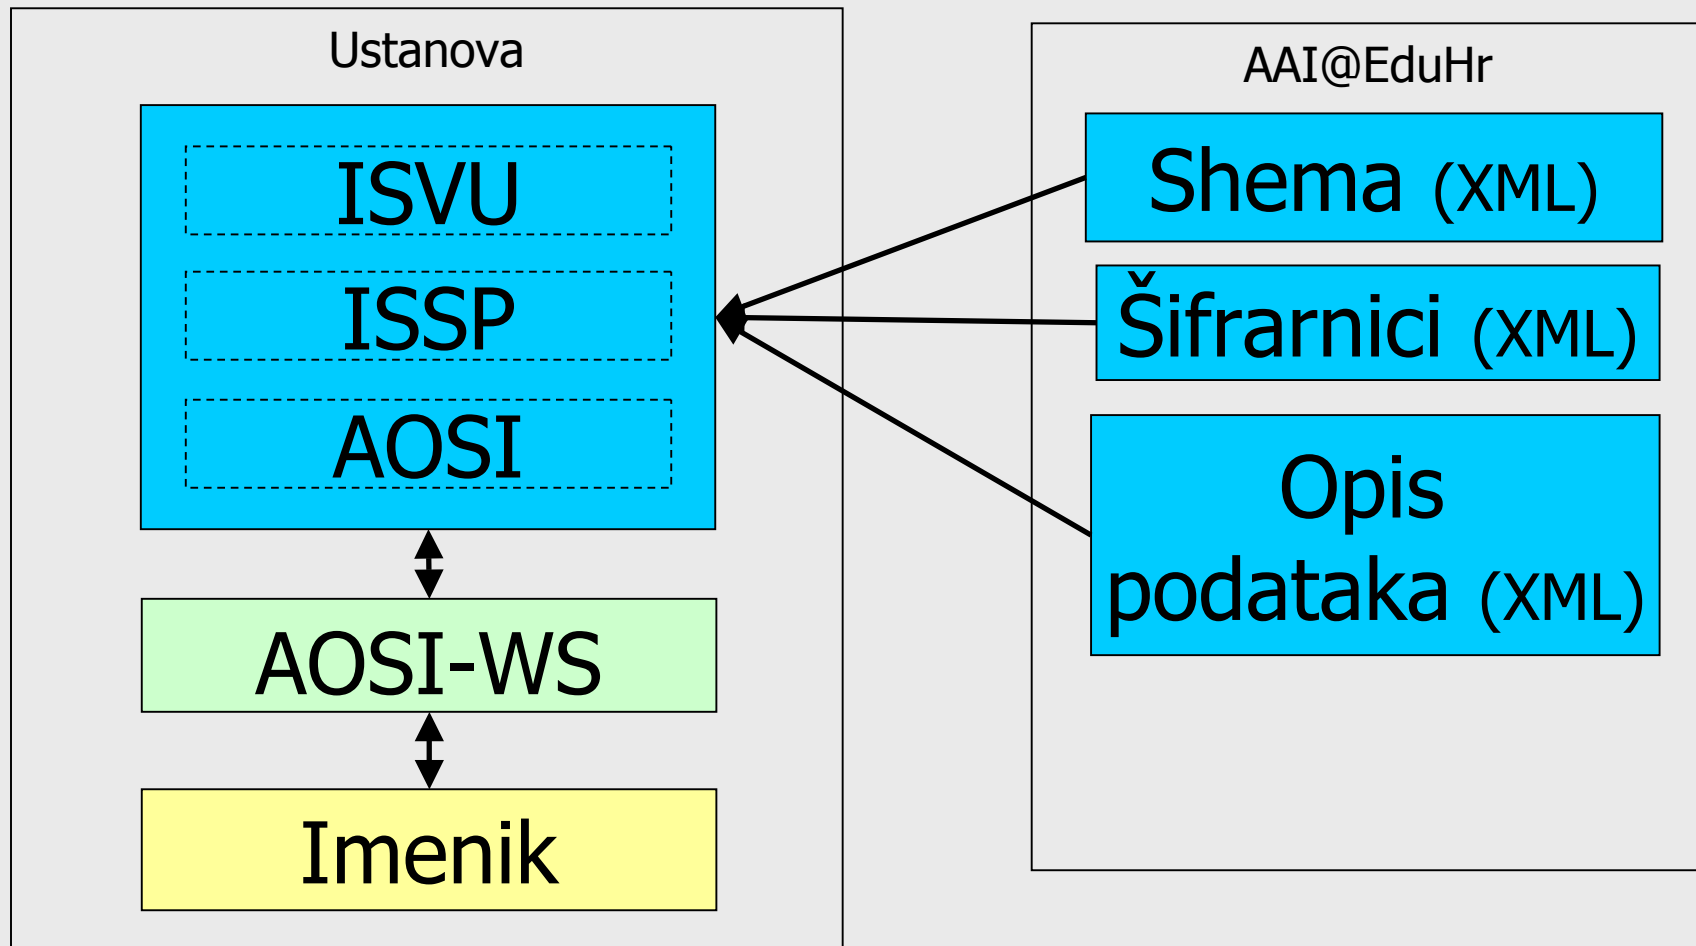 Ustanova
ISVU
ISSP
AOSI
AOSI-WS
Imenik
AAI@EduHr
Shema (XML)
Šifrarnici (XML)
Opis
podataka (XML)